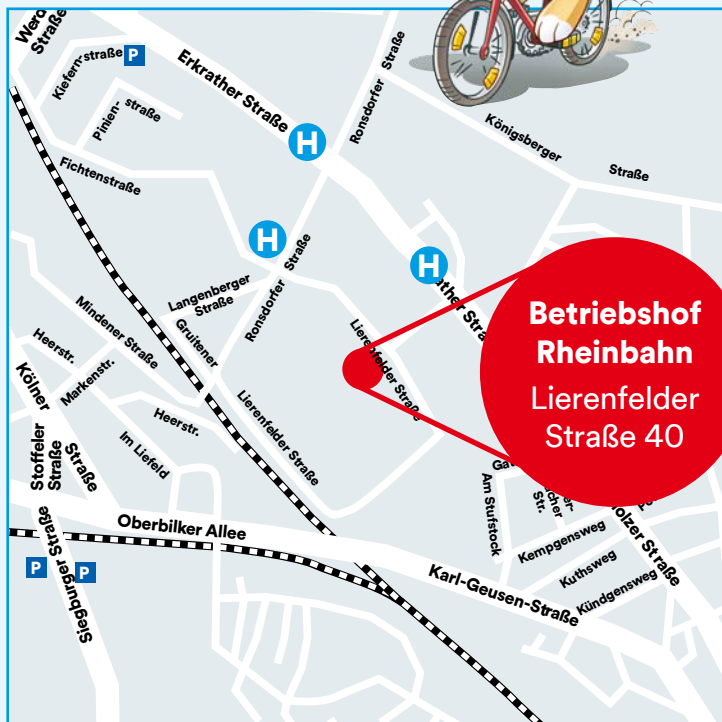 Werd
Straße
Kiefern-straße P
Pinien-
straße
Fichtenstraße
Erkrather Straße
H
Ronsdorfer
Straße
Königsberger
Straße
H
H
Langenberger
Straße
Ronsdorfer
Straße
Mindener Straße
Gruitener
Heerstr.
Markenstr.
Kölner
Straße
Stoffeler
Straße
Heerstr.
Im Liefeld
Lierenfelder Straße
Lierenfelder Straße
Betriebshof
Rheinbahn
Lierenfelder
Straße 40
Am Stufstock
Str.
Kempgensweg
Kuthsweg
Kündgensweg
olzer Straße
Oberbilker Allee
Karl-Geusen-Straße
Siegburger Straße
P
P